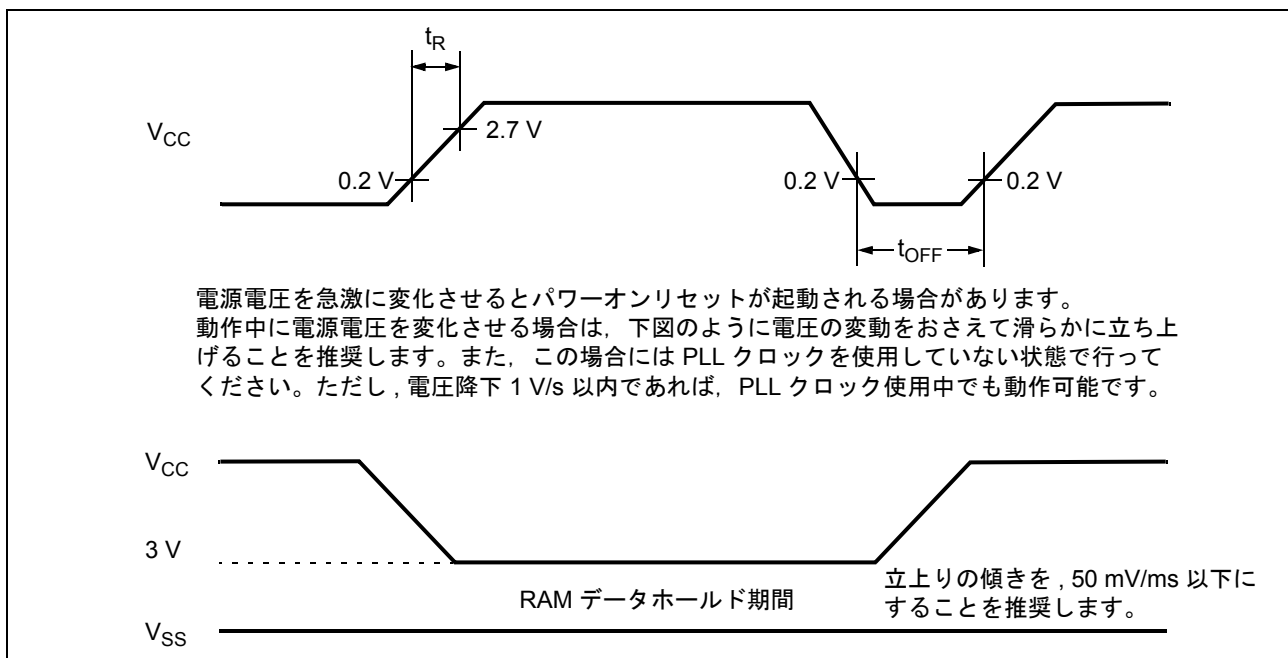 tR
VCC
2.7 V
0.2 V
0.2 V
0.2 V
tOFF
電源電圧を急激に変化させるとパワーオンリセットが起動される場合があります。
動作中に電源電圧を変化させる場合は，下図のように電圧の変動をおさえて滑らかに立ち上
げることを推奨します。また，この場合には PLL クロックを使用していない状態で行って
ください。ただし , 電圧降下 1 V/s 以内であれば，PLL クロック使用中でも動作可能です。
VCC
3 V
RAM データホールド期間
立上りの傾きを , 50 mV/ms 以下に
することを推奨します。
VSS